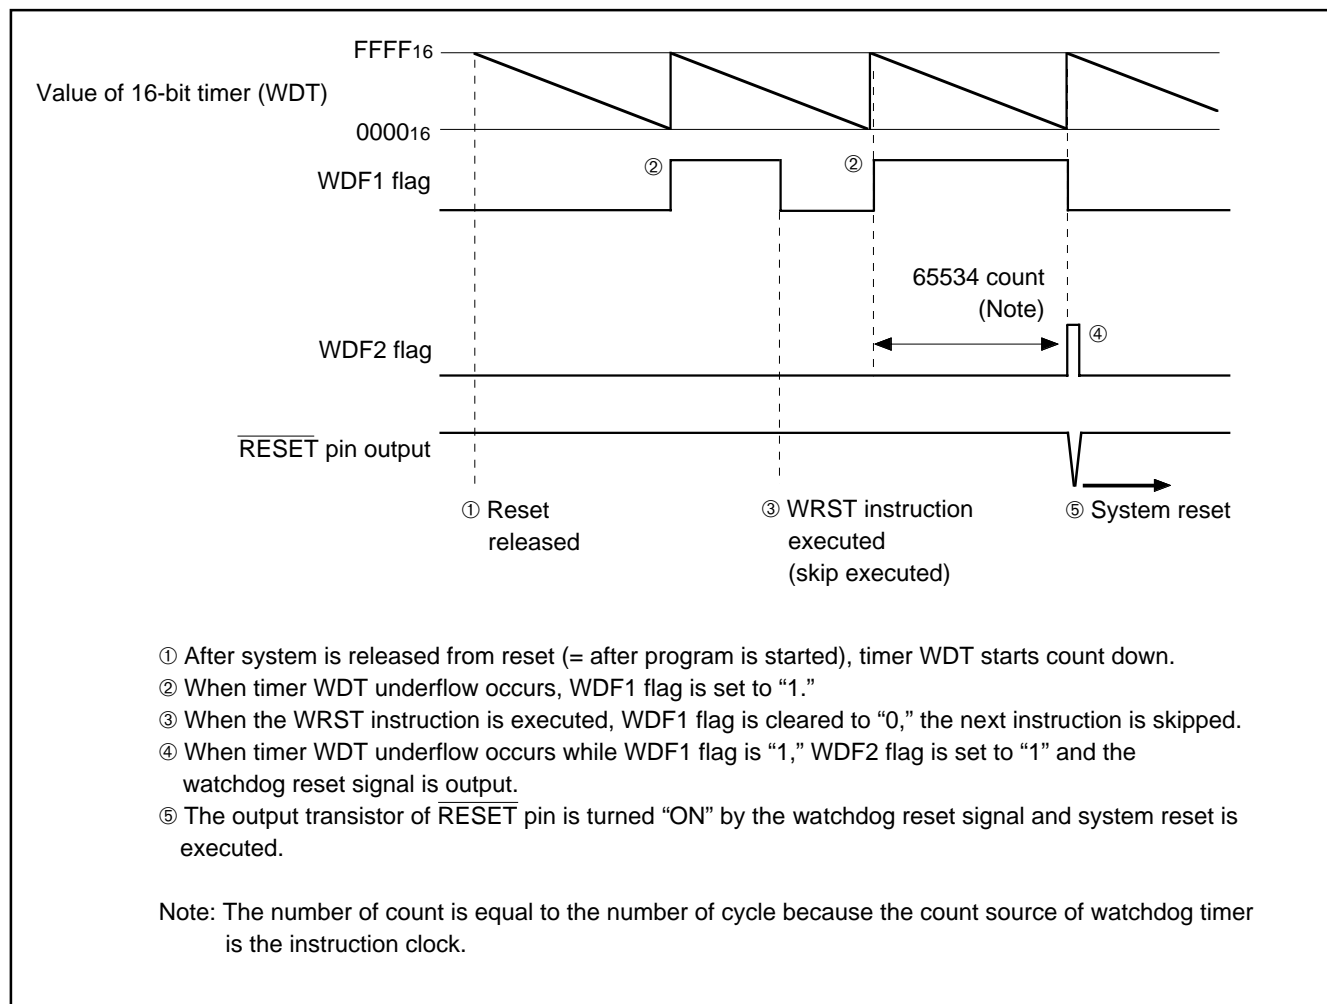 FFFF16
Value of 16-bit timer (WDT)
000016
②
②
WDF1 flag
65534 count
(Note)
④
WDF2 flag
RESET pin output
① Reset
released
③ WRST instruction
executed
(skip executed)
⑤ System reset
① After system is released from reset (= after program is started), timer WDT starts count down.
② When timer WDT underflow occurs, WDF1 flag is set to “1.”
③ When the WRST instruction is executed, WDF1 flag is cleared to “0,” the next instruction is skipped.
④ When timer WDT underflow occurs while WDF1 flag is “1,” WDF2 flag is set to “1” and the
watchdog reset signal is output.
⑤ The output transistor of RESET pin is turned “ON” by the watchdog reset signal and system reset is
executed.
Note: The number of count is equal to the number of cycle because the count source of watchdog timer
is the instruction clock.